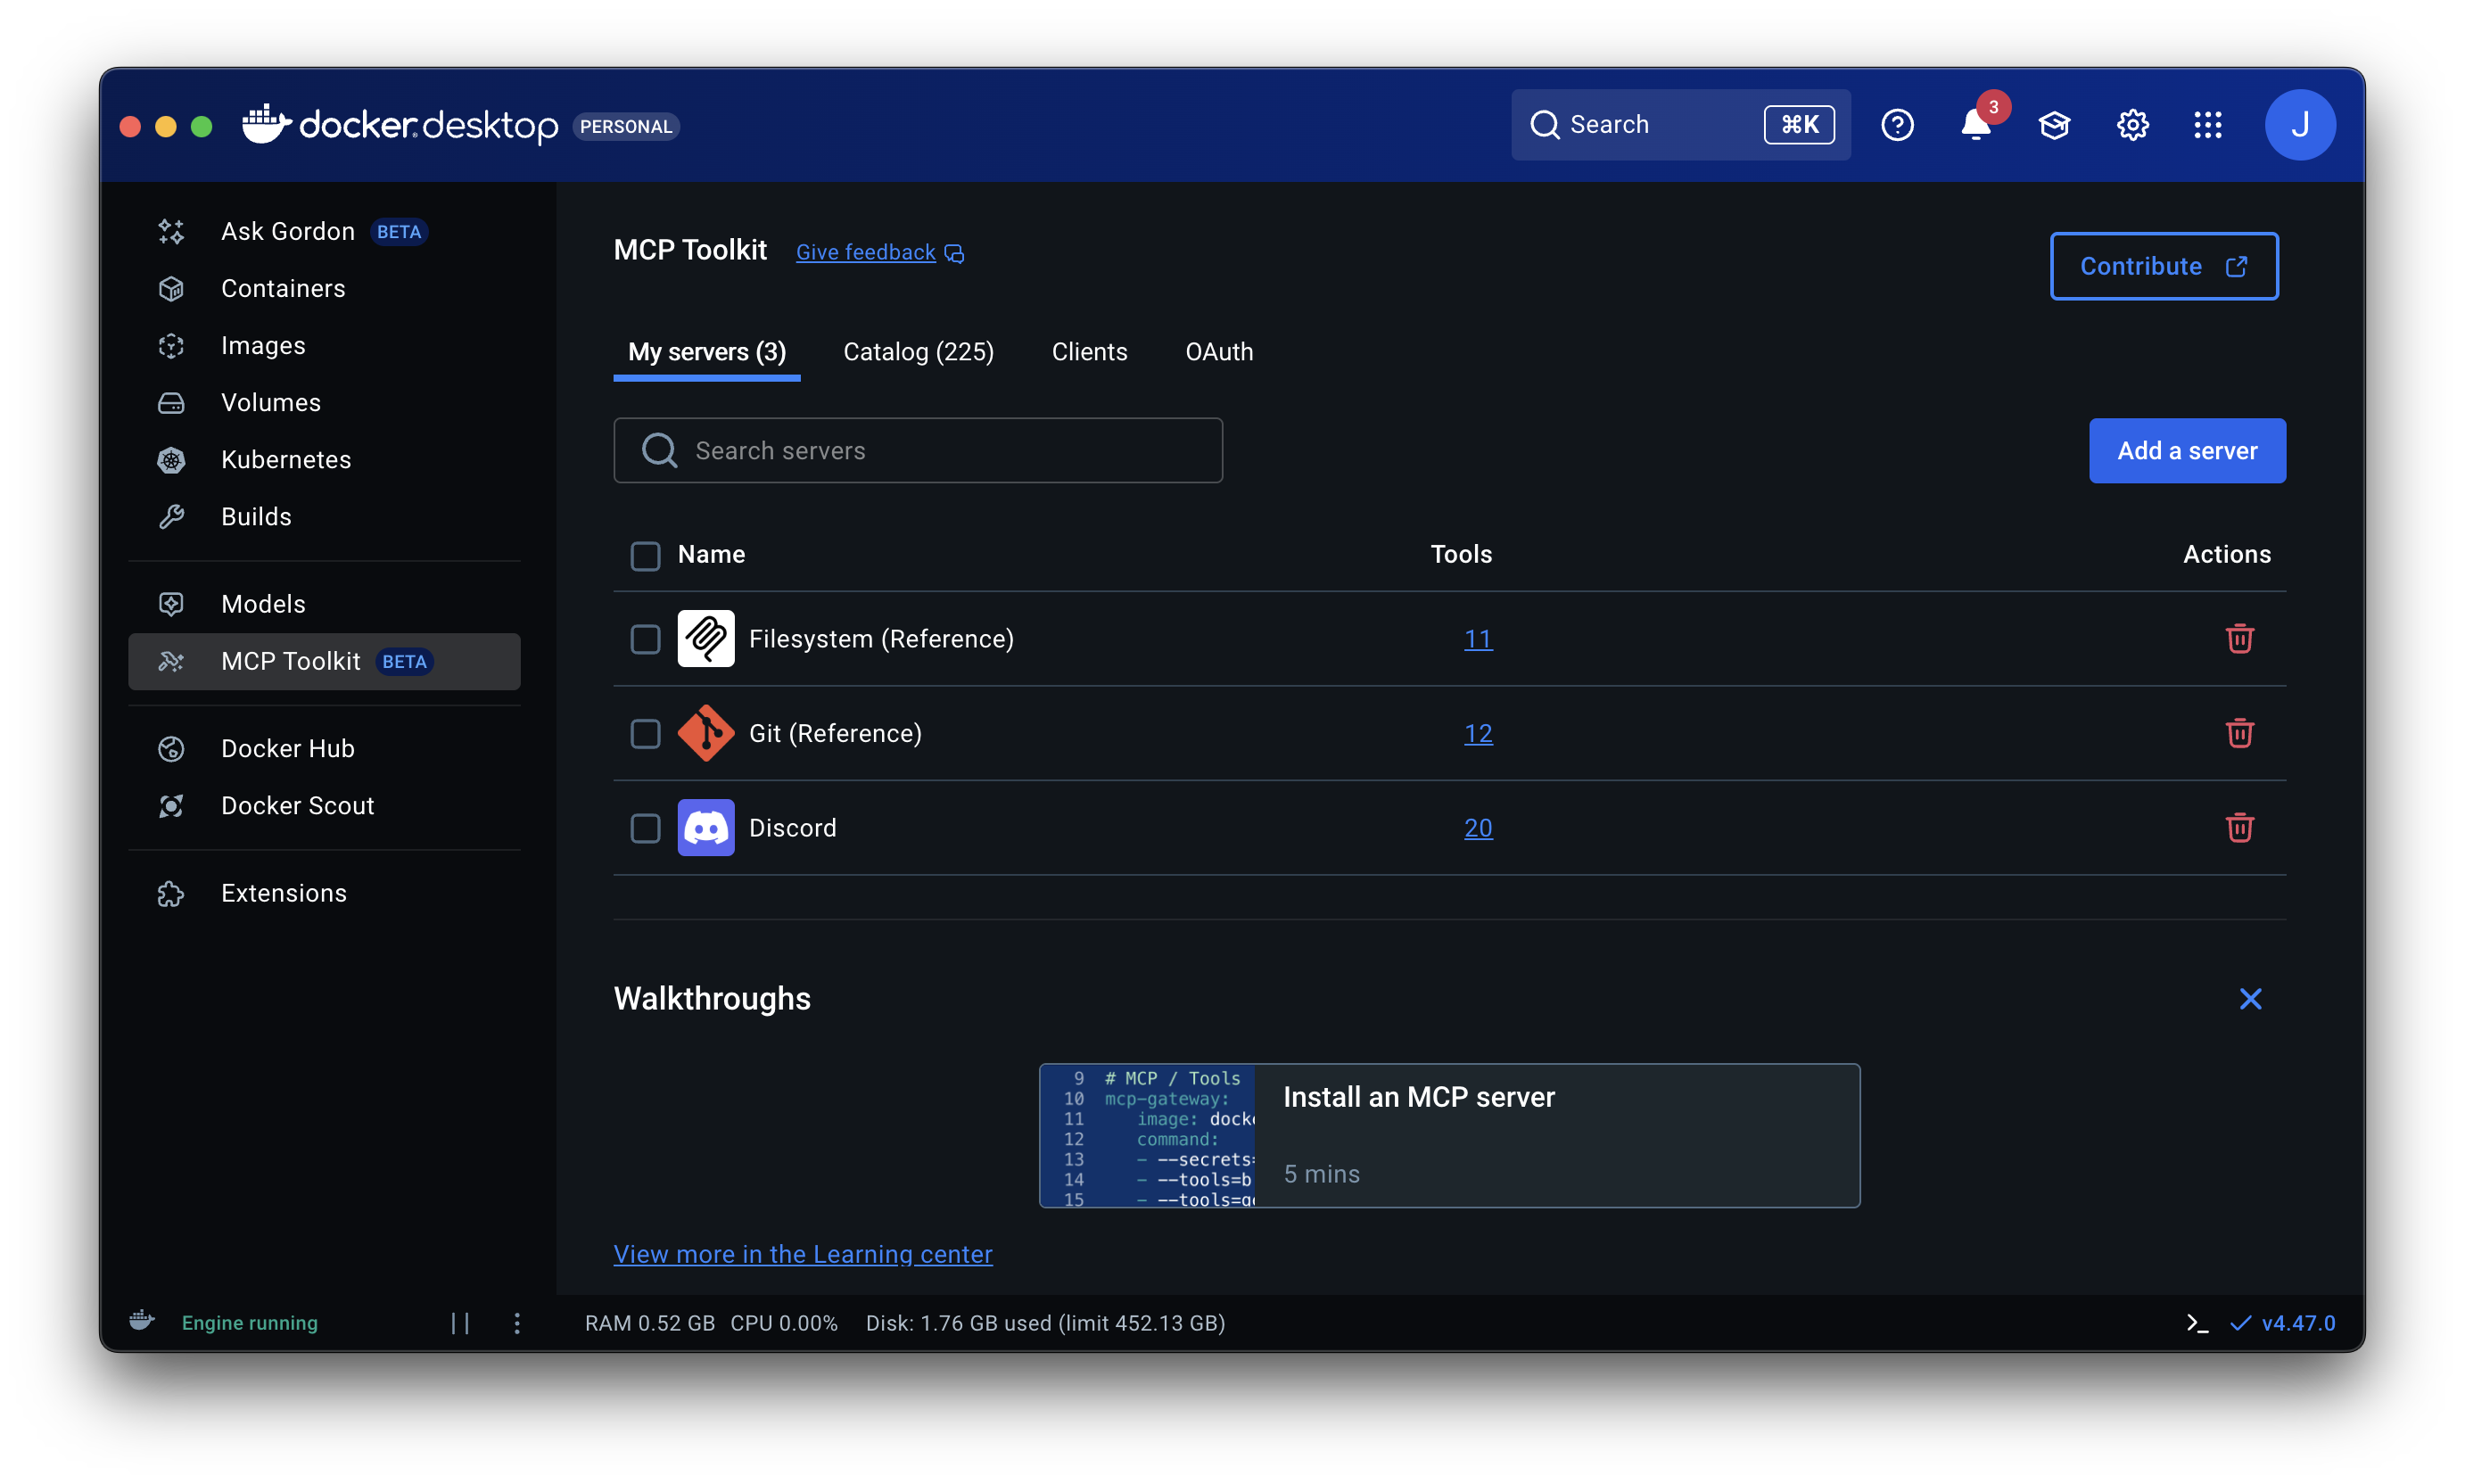 docker desktop PERSONAL
Search ⌘K
3
J
Ask Gordon BETA
Containers
Images
Volumes
Kubernetes
Builds
Models
MCP Toolkit BETA
Docker Hub
Docker Scout
Extensions
MCP Toolkit Give feedback
Contribute
My servers (3) Catalog (225) Clients OAuth
Search servers
Add a server
Name Tools Actions
Filesystem (Reference) 11
Git (Reference) 12
Discord 20
Walkthroughs
9 # MCP / Tools
10 mcp-gateway:
11 image: docke
12 command:
13 - --secrets=
14 - --tools=b
15 - --tools=ge
Install an MCP server
5 mins
View more in the Learning center
Engine running
RAM 0.52 GB CPU 0.00% Disk: 1.76 GB used (limit 452.13 GB)
v4.47.0